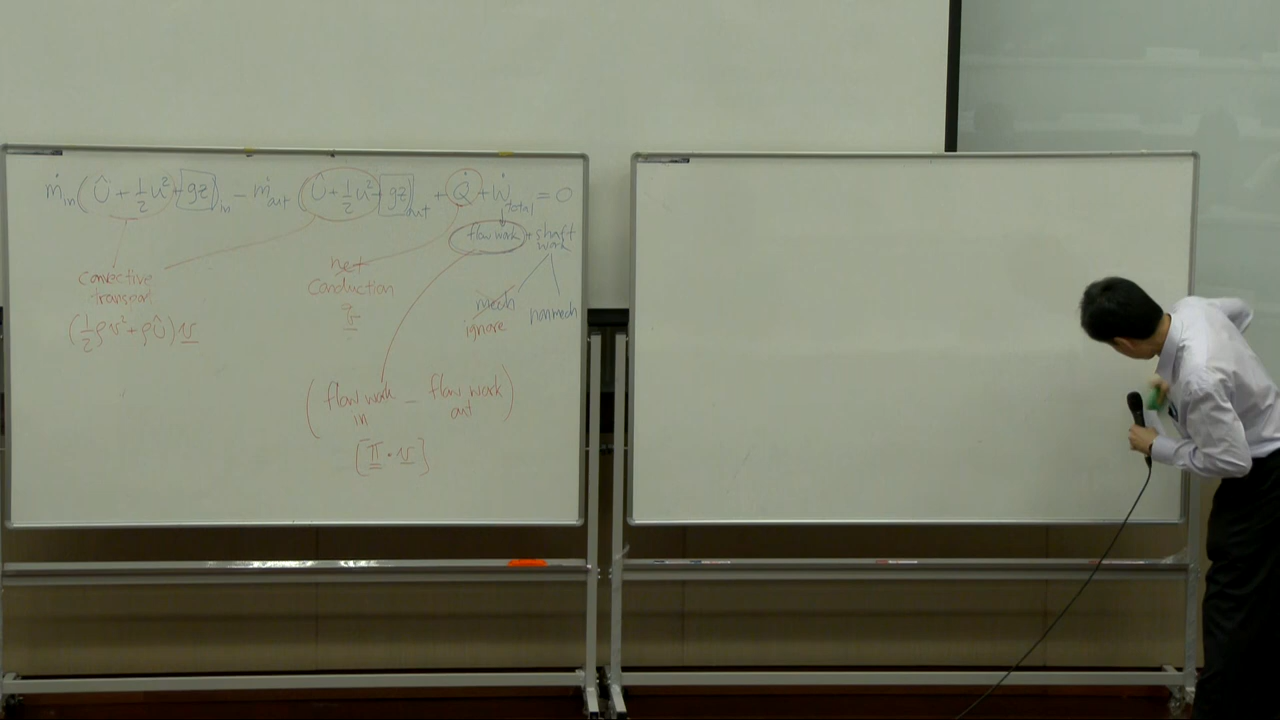 ṁin(Û + ½u² + gz)in − ṁout(Û + ½u² + gz)out + Q̇ + Ẇtotal = 0
flow work + shaft work
mech
nonmech
ignore
convective
transport
(½ρv² + ρÛ)v
net
conduction
q
(flow work in − flow work out)
[π · v]